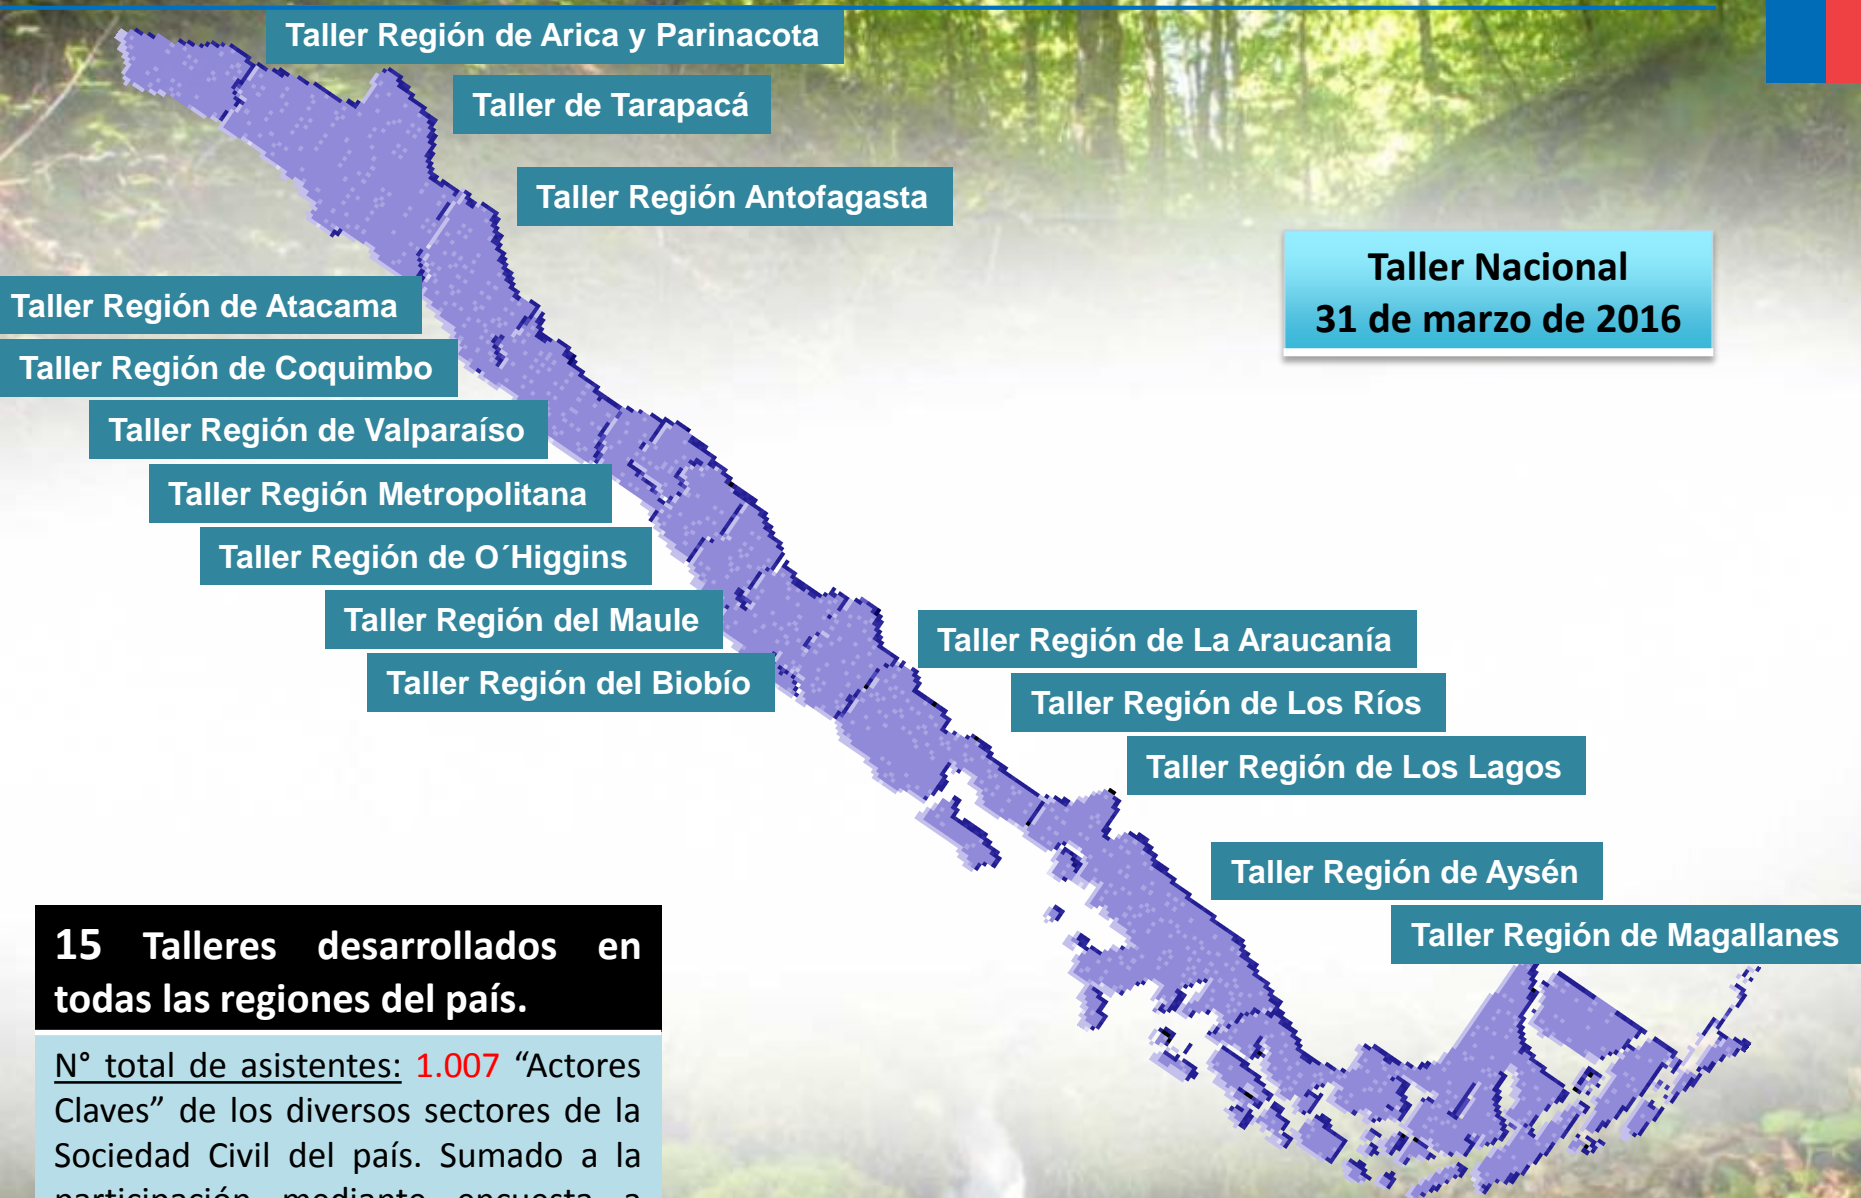 Taller Región de Arica y Parinacota
Taller de Tarapacá
Taller Región Antofagasta
Taller Nacional
31 de marzo de 2016
Taller Región de Atacama
Taller Región de Coquimbo
Taller Región de Valparaíso
Taller Región Metropolitana
Taller Región de O´Higgins
Taller Región del Maule
Taller Región del Biobío
Taller Región de La Araucanía
Taller Región de Los Ríos
Taller Región de Los Lagos
Taller Región de Aysén
Taller Región de Magallanes
15 Talleres desarrollados en
todas las regiones del país.
N° total de asistentes: 1.007 “Actores
Claves” de los diversos sectores de la
Sociedad Civil del país. Sumado a la
participación mediante encuesta a